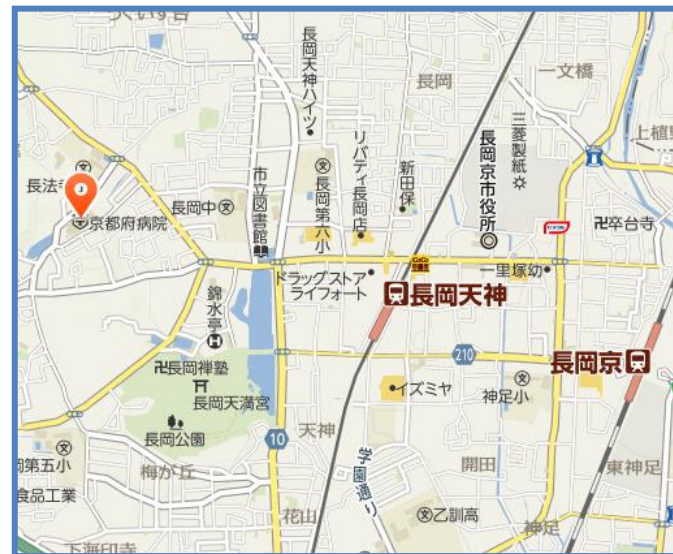 長岡天神ハイツ
長岡
一文橋
三菱製紙
上植野
長法寺
J
京都府病院
長岡中
市立図書館
長岡第八小
リバティ長岡店
新田保
長岡京市役所
卒台寺
ドラッグストア
ライフォート
CoCo
一里塚幼
錦水亭
長岡天神
210
長岡京
長岡禅塾
長岡天満宮
イズミヤ
神足小
長岡公園
10
天神
学園通り
開田
東神足
岡第五小
梅が丘
食品工業
花山
乙訓高
神足
下海印寺